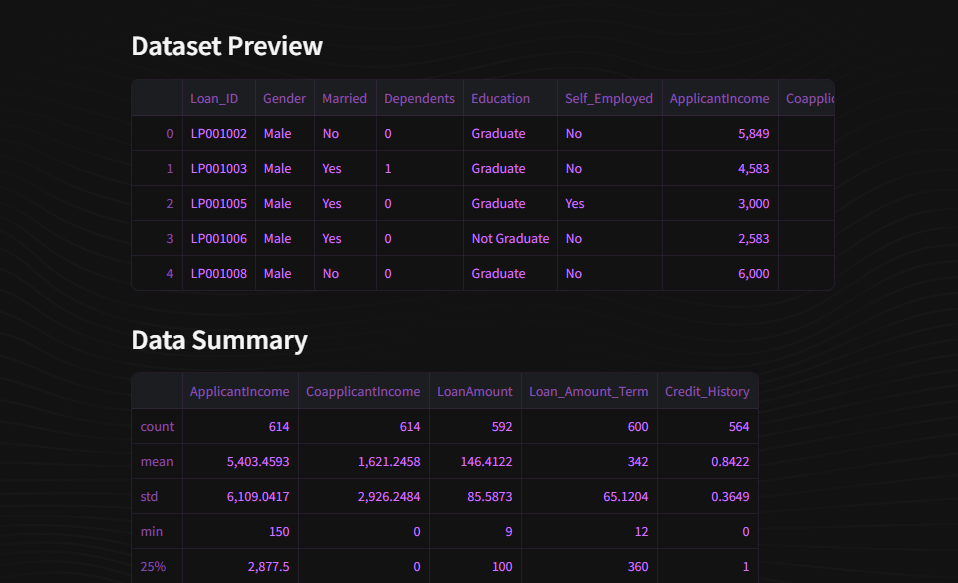 Dataset Preview
Loan_ID Gender Married Dependents Education Self_Employed ApplicantIncome Coapplic
0 LP001002 Male No 0 Graduate No 5,849
1 LP001003 Male Yes 1 Graduate No 4,583
2 LP001005 Male Yes 0 Graduate Yes 3,000
3 LP001006 Male Yes 0 Not Graduate No 2,583
4 LP001008 Male No 0 Graduate No 6,000
Data Summary
ApplicantIncome CoapplicantIncome LoanAmount Loan_Amount_Term Credit_History
count 614 614 592 600 564
mean 5,403.4593 1,621.2458 146.4122 342 0.8422
std 6,109.0417 2,926.2484 85.5873 65.1204 0.3649
min 150 0 9 12 0
25% 2,877.5 0 100 360 1